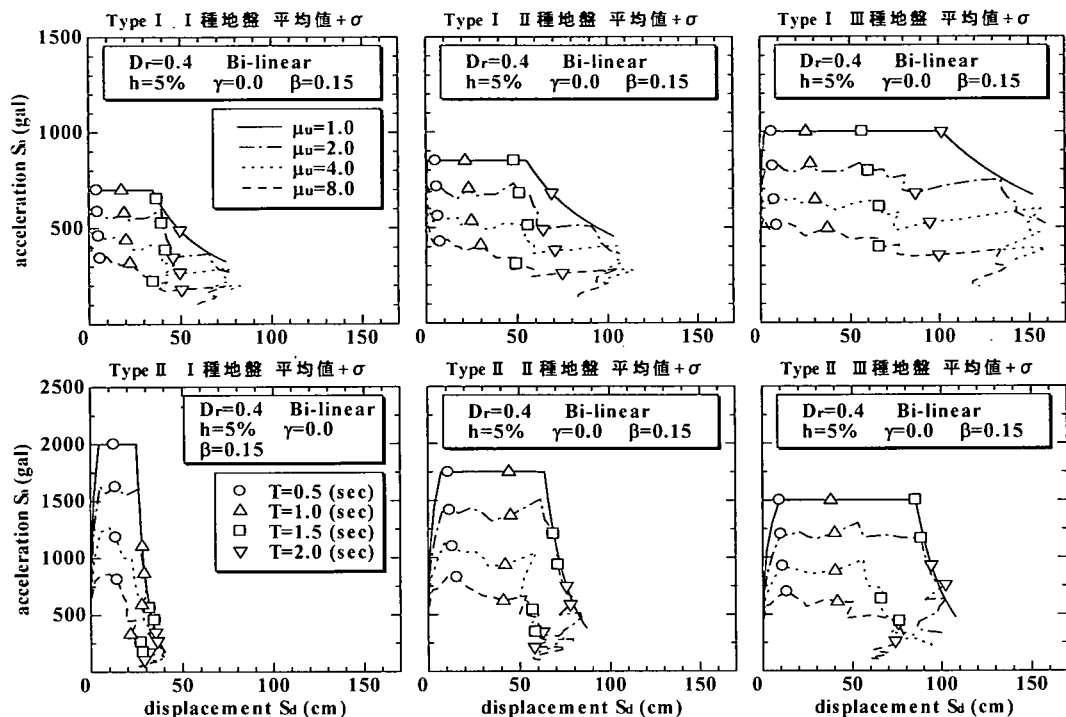 Type I I種地盤 平均値+σ
Type I II種地盤 平均値+σ
Type I III種地盤 平均値+σ
1500
1000
500
acceleration Sa (gal)
Dr=0.4 Bi-linear
h=5% γ=0.0 β=0.15
μu=1.0
μu=2.0
μu=4.0
μu=8.0
Dr=0.4 Bi-linear
h=5% γ=0.0 β=0.15
Dr=0.4 Bi-linear
h=5% γ=0.0 β=0.15
0 50 100 150
0 50 100 150
0 50 100 150
Type II I種地盤 平均値+σ
Type II II種地盤 平均値+σ
Type II III種地盤 平均値+σ
2500
2000
1500
1000
500
acceleration Sa (gal)
Dr=0.4 Bi-linear
h=5% γ=0.0
β=0.15
T=0.5 (sec)
T=1.0 (sec)
T=1.5 (sec)
T=2.0 (sec)
Dr=0.4 Bi-linear
h=5% γ=0.0 β=0.15
Dr=0.4 Bi-linear
h=5% γ=0.0 β=0.15
0 50 100 150
0 50 100 150
0 50 100 150
displacement Sd (cm)
displacement Sd (cm)
displacement Sd (cm)